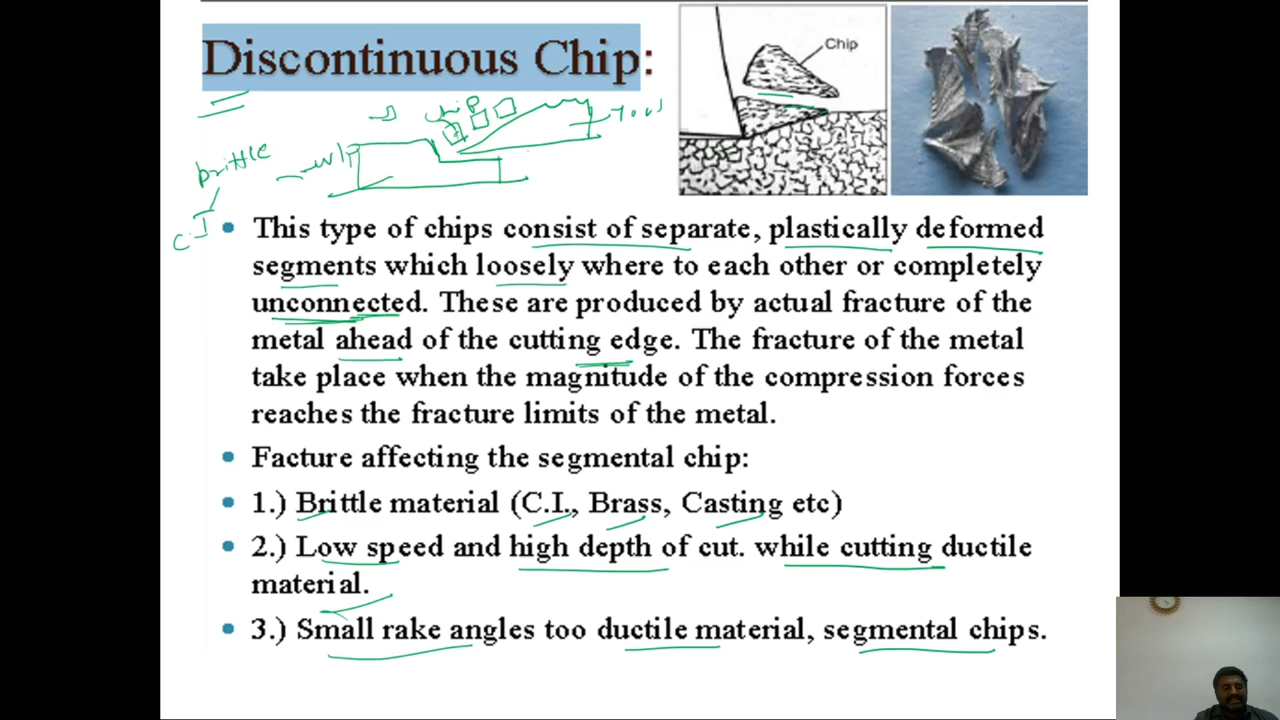 Discontinuous Chip:
Chip
chip
Tool
brittle
w/p
C.I
This type of chips consist of separate, plastically deformed
segments which loosely where to each other or completely
unconnected. These are produced by actual fracture of the
metal ahead of the cutting edge. The fracture of the metal
take place when the magnitude of the compression forces
reaches the fracture limits of the metal.
Facture affecting the segmental chip:
1.) Brittle material (C.I., Brass, Casting etc)
2.) Low speed and high depth of cut. while cutting ductile
material.
3.) Small rake angles too ductile material, segmental chips.